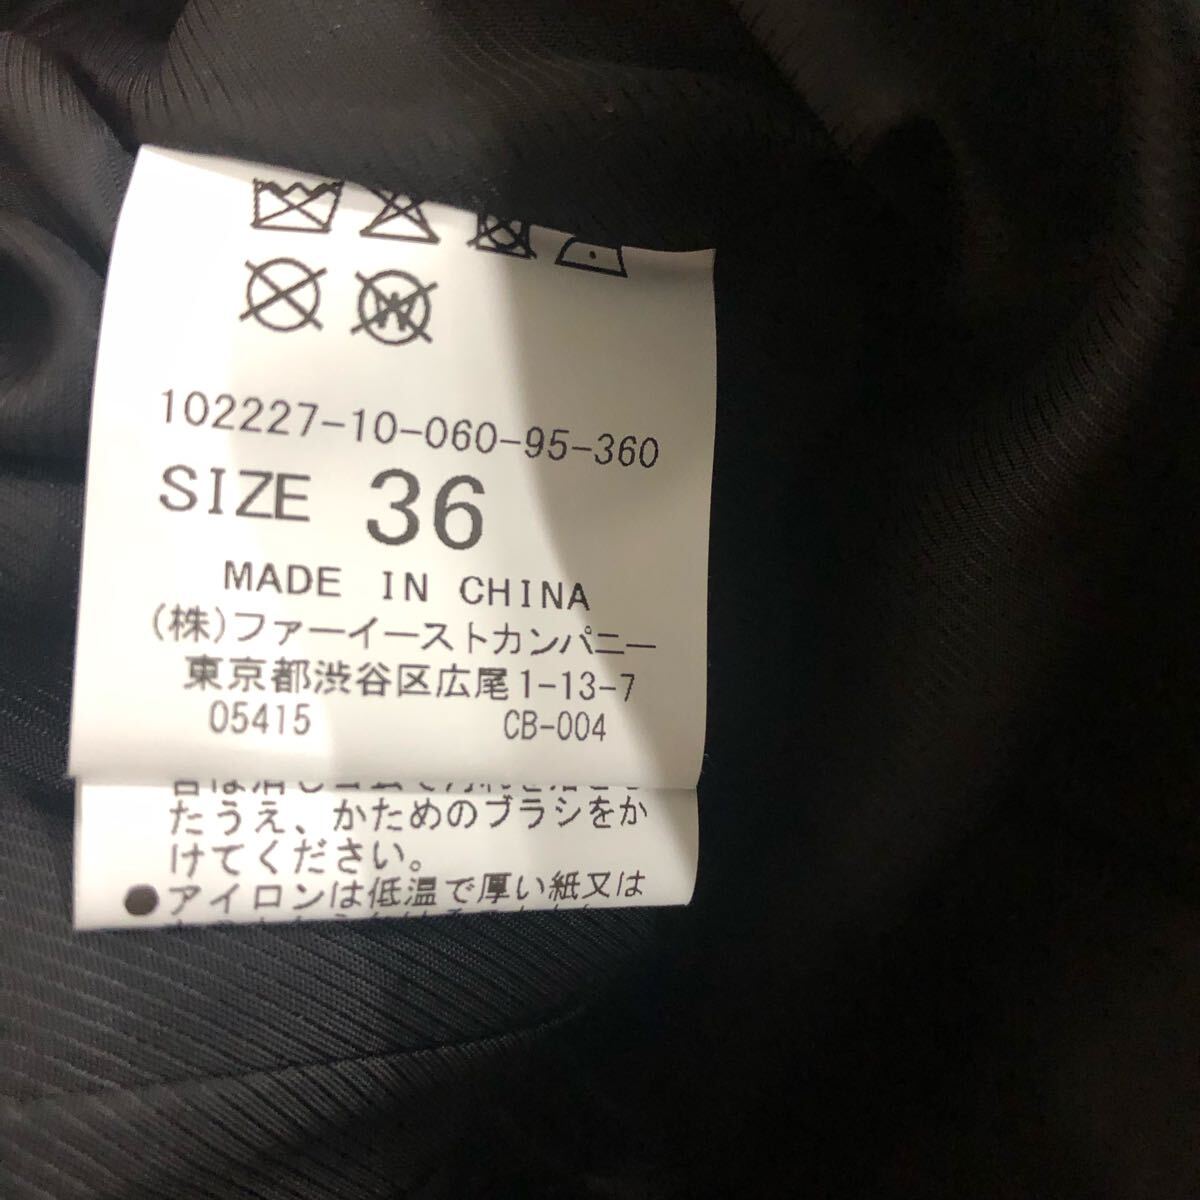 102227-10-060-95-360
SIZE 36
MADE IN CHINA
(株)ファーイーストカンパニー
東京都渋谷区広尾1-13-7
05415 CB-004
たうえ、かためのブラシをか
けてください。
●アイロンは低温で厚い紙又は